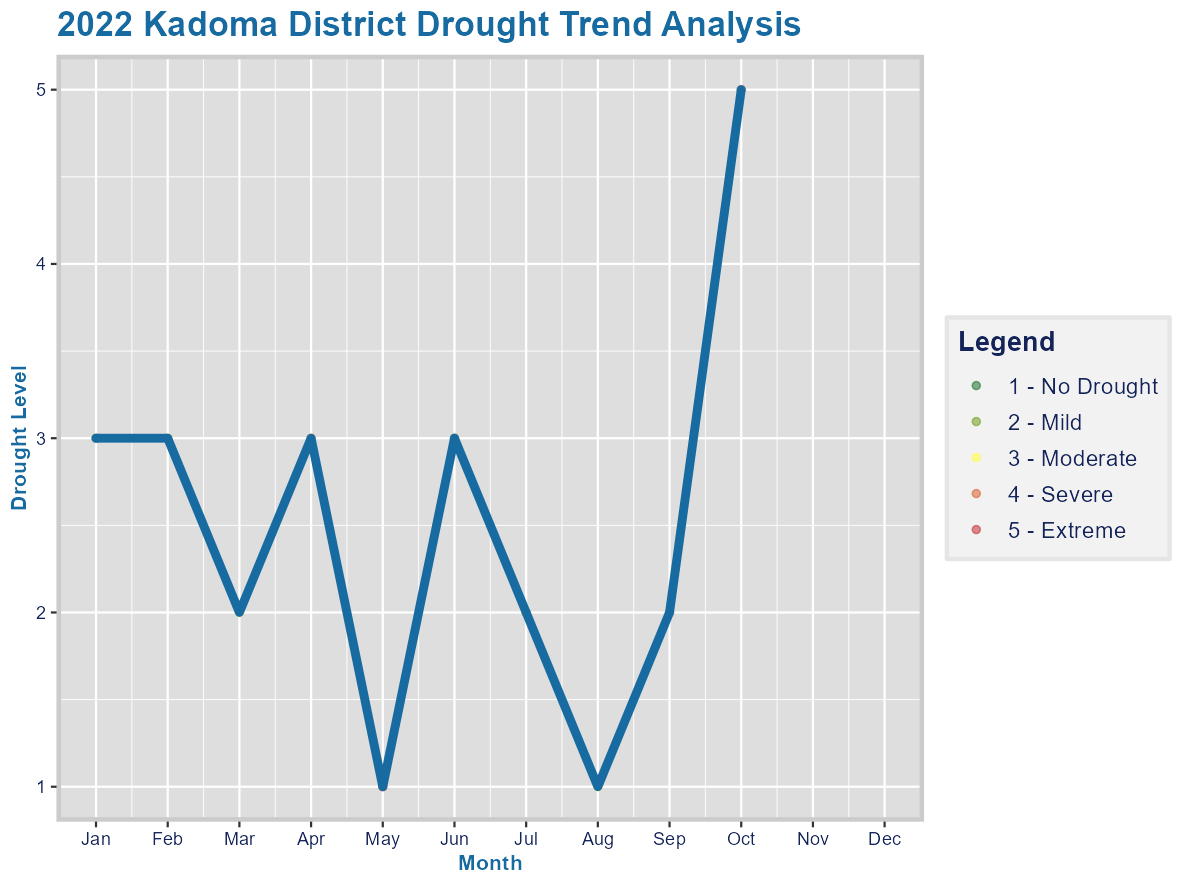 2022 Kadoma District Drought Trend Analysis
Drought Level
5
4
3
2
1
Jan Feb Mar Apr May Jun Jul Aug Sep Oct Nov Dec
Month
Legend
1 - No Drought
2 - Mild
3 - Moderate
4 - Severe
5 - Extreme